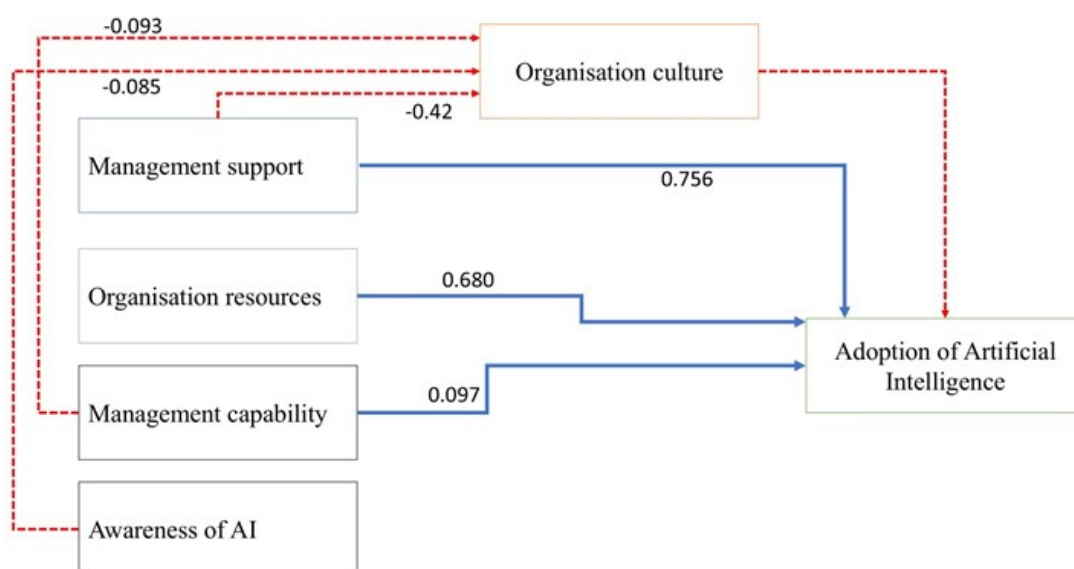 -0.093
Organisation culture
-0.085
-0.42
Management support
0.756
Organisation resources
0.680
Adoption of Artificial
Intelligence
Management capability
0.097
Awareness of AI